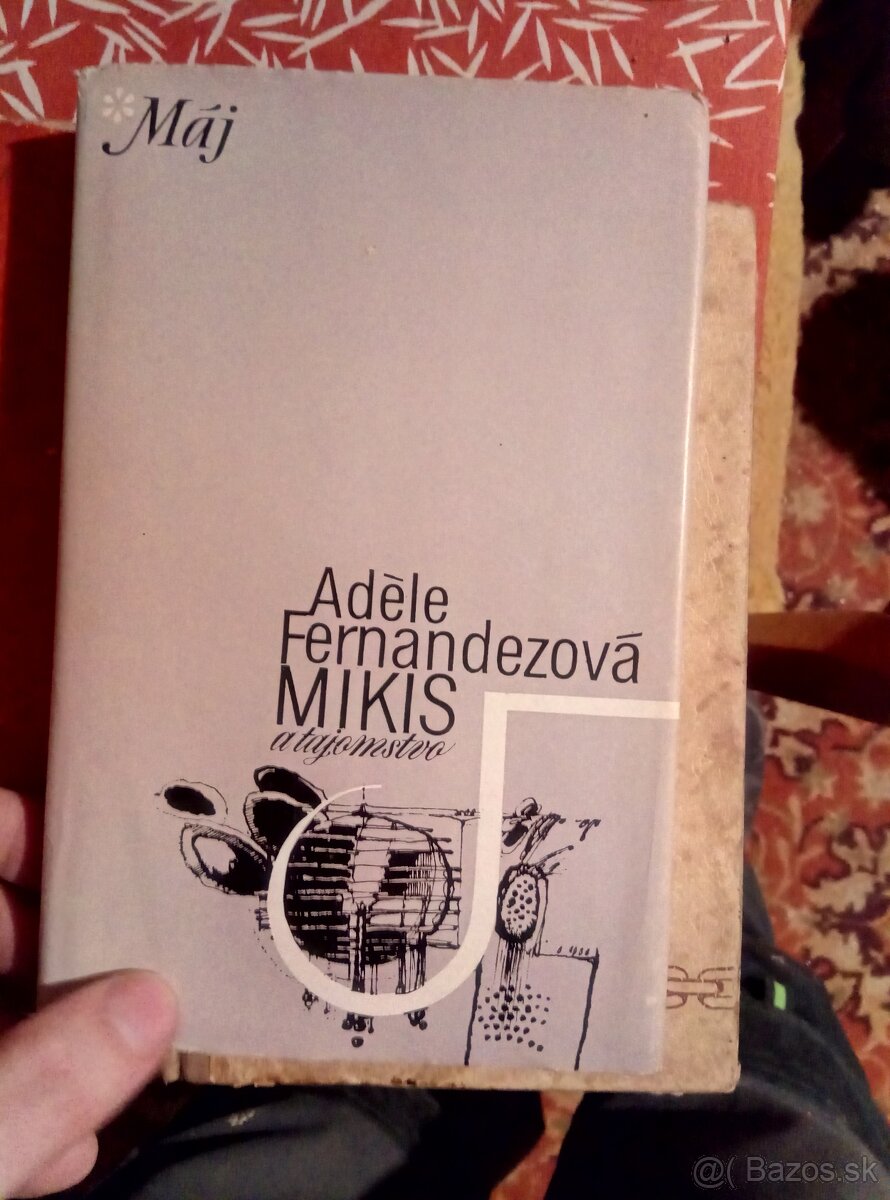 Máj
Adèle
Fernandezová
MIKIS
a tajomstvo
@( Bazos.sk